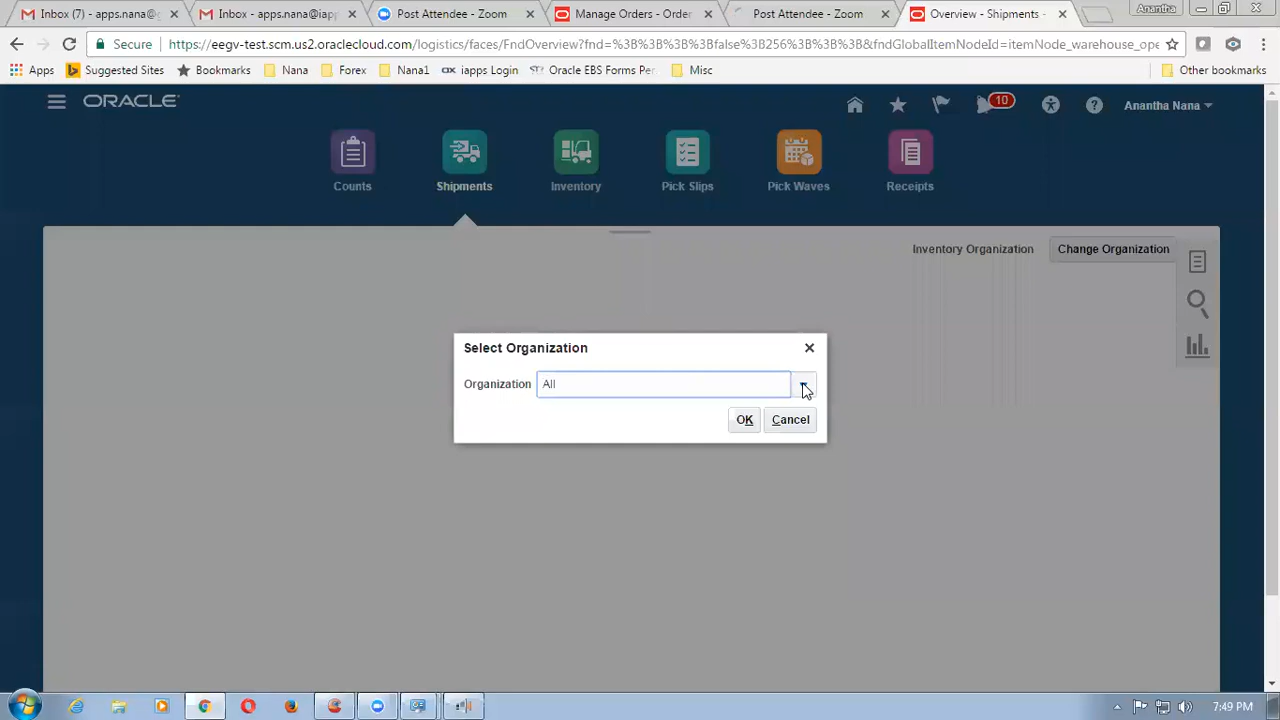 Inbox (7) - apps.nana@g
Inbox - apps.nana@iapp
Post Attendee - Zoom
Manage Orders - Order
Post Attendee - Zoom
Overview - Shipments -
Anantha
Secure
https://eegv-test.scm.us2.oraclecloud.com/logistics/faces/FndOverview?fnd=%3B%3B%3B%3Bfalse%3B256%3B%3B%3B&fndGlobalItemNodeId=itemNode_warehouse_ope
Apps
Suggested Sites
Bookmarks
Nana
Forex
Nana1
iapps Login
Oracle EBS Forms Per
Misc
Other bookmarks
ORACLE
10
Anantha Nana
Counts
Shipments
Inventory
Pick Slips
Pick Waves
Receipts
Inventory Organization
Change Organization
Select Organization
Organization
All
OK
Cancel
7:49 PM